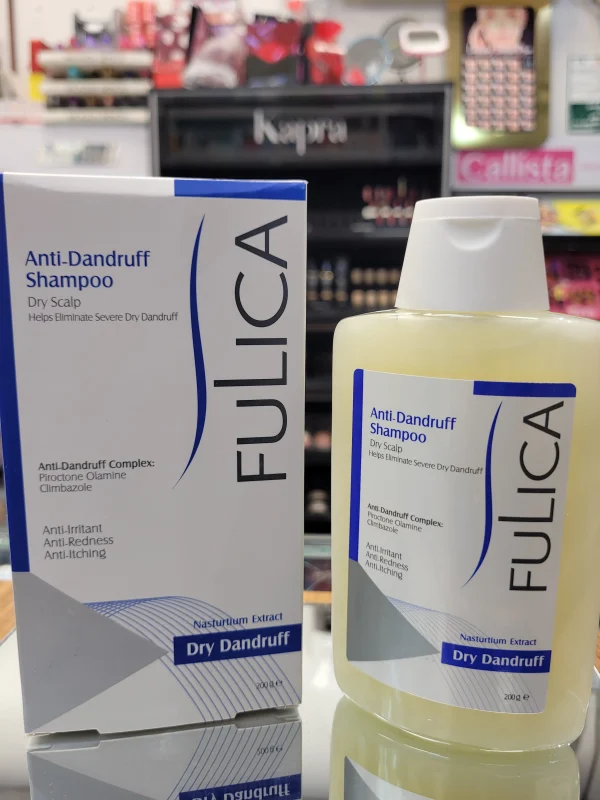 Kapra
Callista
Anti-Dandruff
Shampoo
Dry Scalp
Helps Eliminate Severe Dry Dandruff
FULICA
Anti-Dandruff Complex:
Piroctone Olamine
Climbazole
Anti-Irritant
Anti-Redness
Anti-Itching
Nasturtium Extract
Dry Dandruff
200 g ℮
Anti-Dandruff
Shampoo
Dry Scalp
Helps Eliminate Severe Dry Dandruff
FULICA
Anti-Dandruff Complex:
Piroctone Olamine
Climbazole
Anti-Irritant
Anti-Redness
Anti-Itching
Nasturtium Extract
Dry Dandruff
200 g ℮